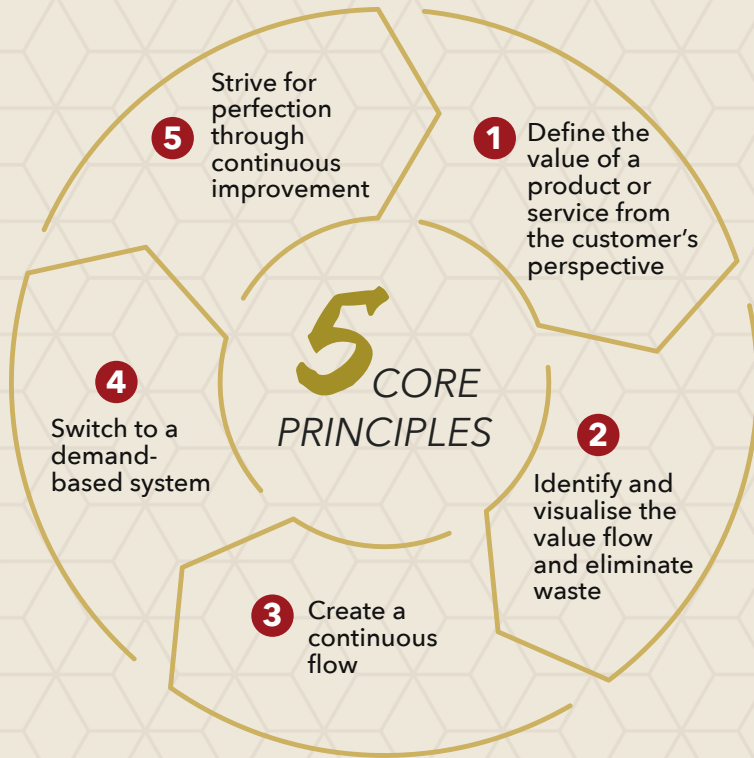 5 CORE
PRINCIPLES
1 Define the
value of a
product or
service from
the customer's
perspective
2
Identify and
visualise the
value flow
and eliminate
waste
3 Create a
continuous
flow
4
Switch to a
demand-
based system
5 Strive for
perfection
through
continuous
improvement